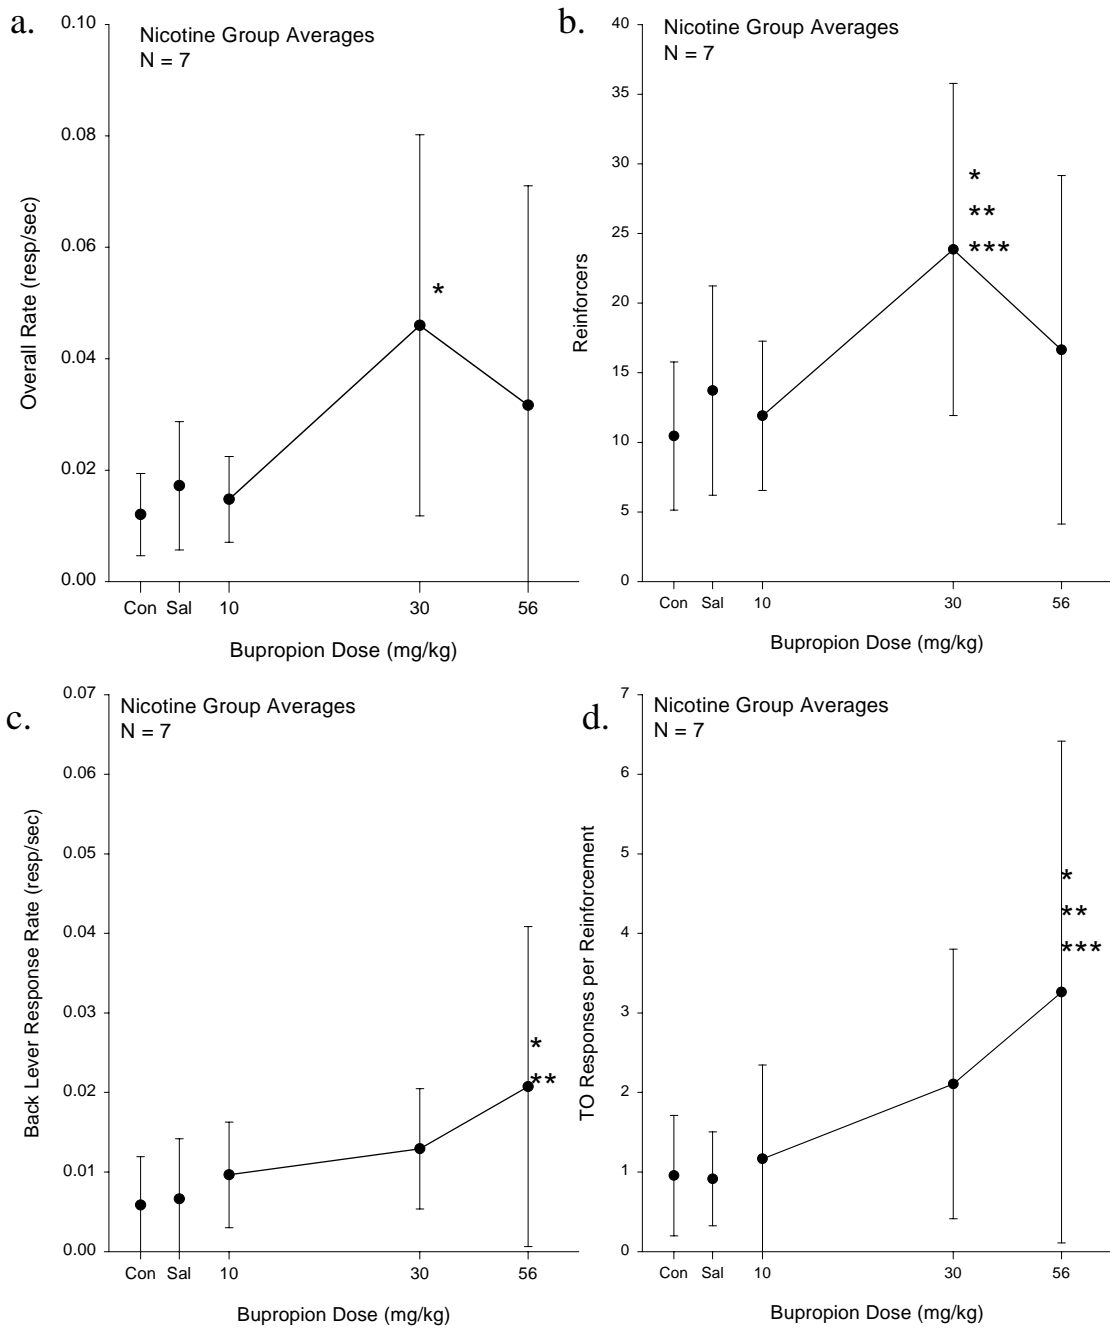 a.
Nicotine Group Averages
N = 7
0.10
0.08
0.06
0.04
0.02
0.00
Overall Rate (resp/sec)
*
Con Sal 10 30 56
Bupropion Dose (mg/kg)
b.
Nicotine Group Averages
N = 7
40
35
30
25
20
15
10
5
0
Reinforcers
*
**
***
Con Sal 10 30 56
Bupropion Dose (mg/kg)
c.
Nicotine Group Averages
N = 7
0.07
0.06
0.05
0.04
0.03
0.02
0.01
0.00
Back Lever Response Rate (resp/sec)
*
**
Con Sal 10 30 56
Bupropion Dose (mg/kg)
d.
Nicotine Group Averages
N = 7
7
6
5
4
3
2
1
0
TO Responses per Reinforcement
*
**
***
Con Sal 10 30 56
Bupropion Dose (mg/kg)